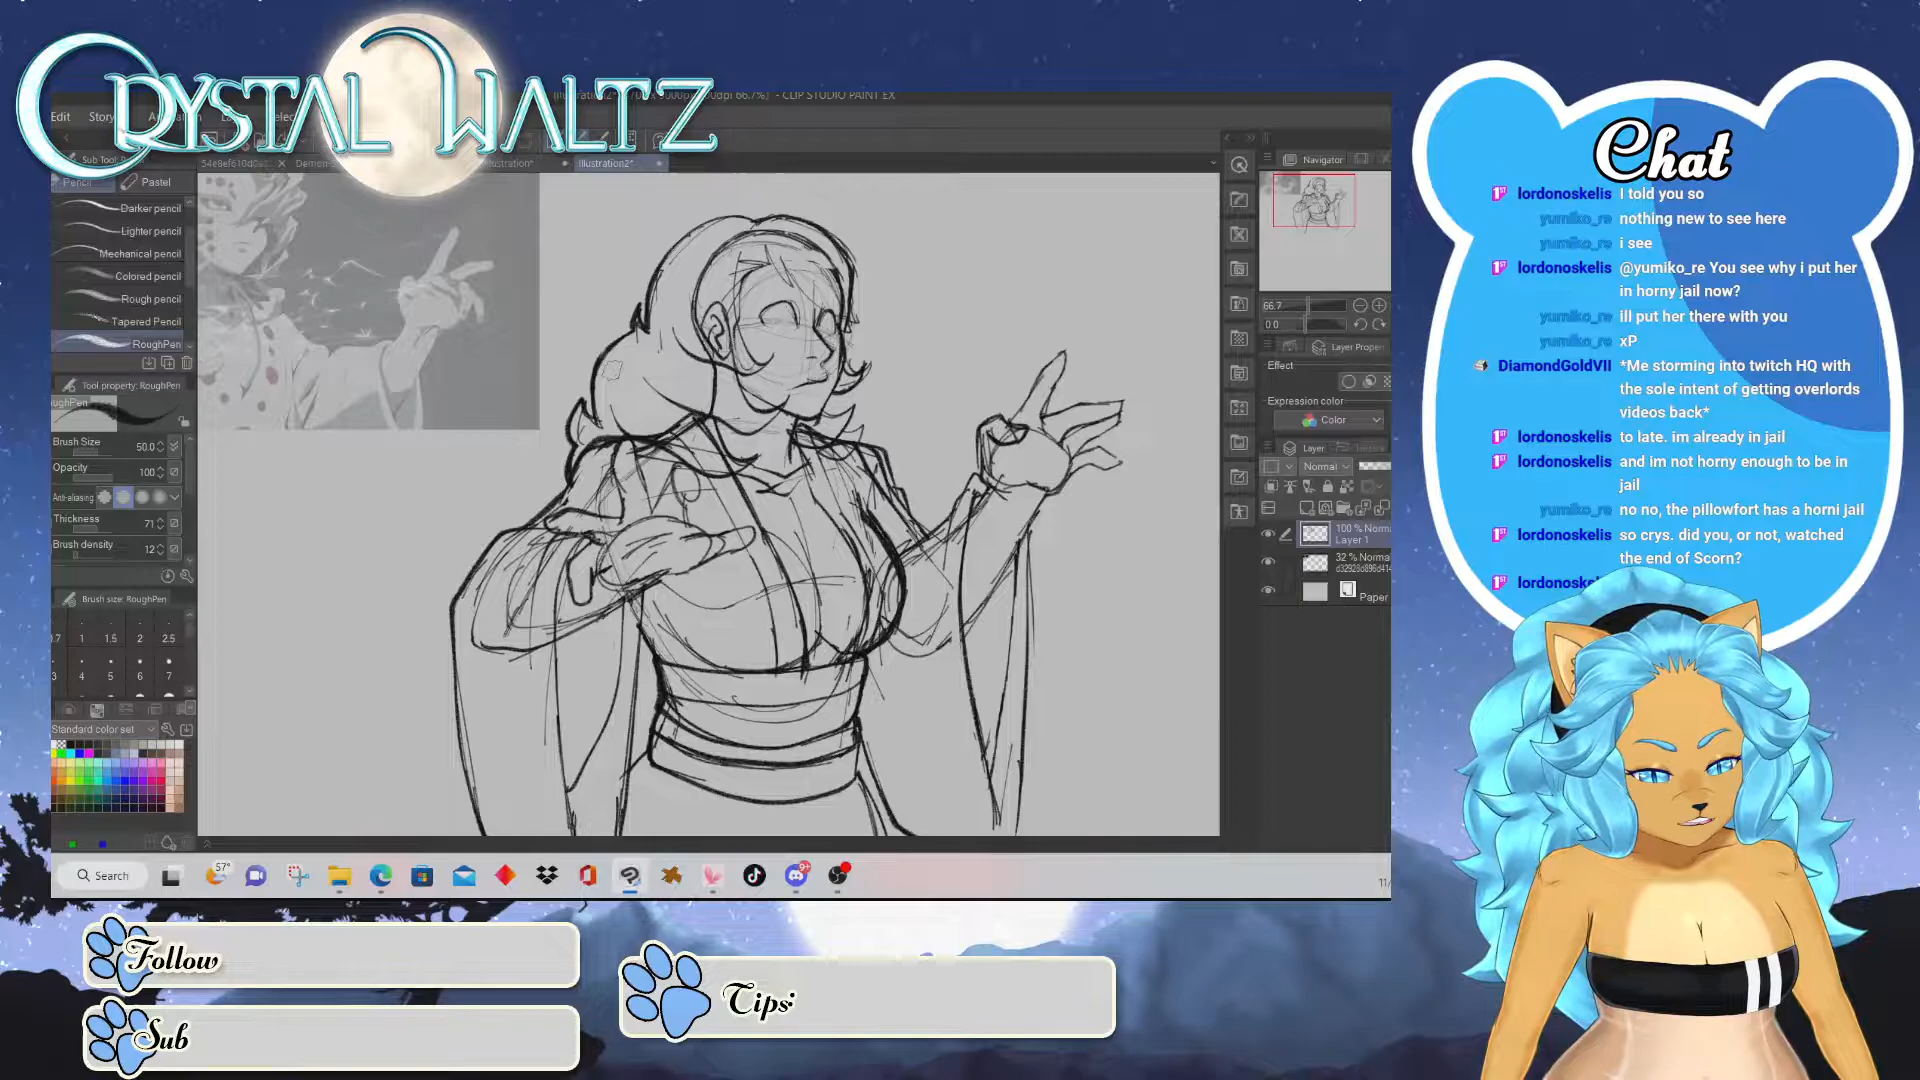 CRYSTAL WALTZ
CLIP STUDIO PAINT EX
Edit
Story
Illustration2*
Pencil
Pastel
Darker pencil
Lighter pencil
Mechanical pencil
Colored pencil
Rough pencil
Tapered Pencil
RoughPen
Tool property: RoughPen
Brush Size 50.0
Opacity 100
Anti-aliasing
Thickness 71
Brush density 12
Brush size: RoughPen
1 1.5 2 2.5
3 4 5 6 7
Standard color set
Navigator
66.7
0.0
Layer Proper
Effect
Expression color
Color
Layer
Normal
100 % Norma
Layer 1
32 % Normal
d32928d896d414
Paper
Search
57°
9+
11/
Chat
lordonoskelis I told you so
yumiko_re nothing new to see here
yumiko_re i see
lordonoskelis @yumiko_re You see why i put her
in horny jail now?
yumiko_re ill put her there with you
yumiko_re xP
DiamondGoldVII *Me storming into twitch HQ with
the sole intent of getting overlords
videos back*
lordonoskelis to late. im already in jail
lordonoskelis and im not horny enough to be in
jail
yumiko_re no no, the pillowfort has a horni jail
lordonoskelis so crys. did you, or not, watched
the end of Scorn?
Follow
Sub
Tips: